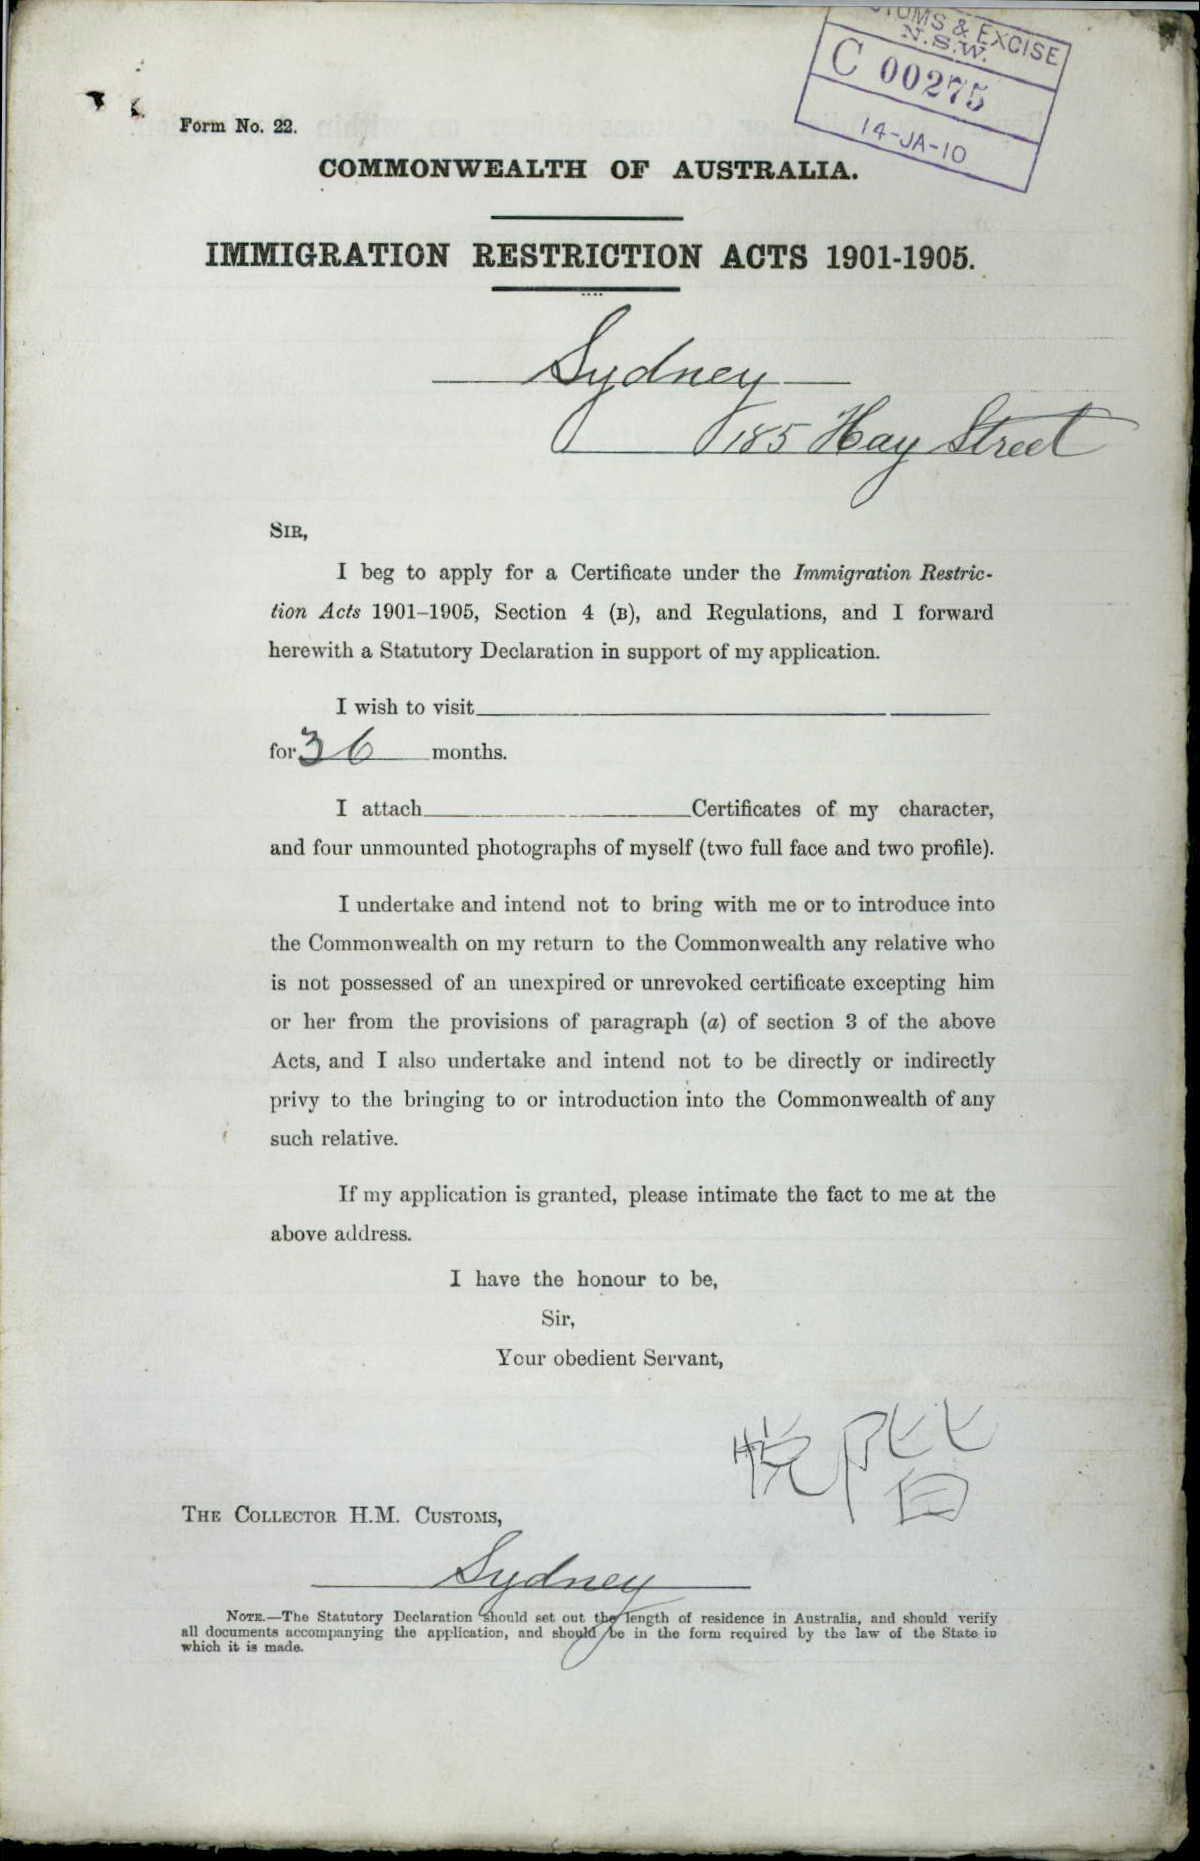 CUSTOMS & EXCISE
N.S.W.
C 00275
14-JA-10
Form No. 22.
COMMONWEALTH OF AUSTRALIA.
IMMIGRATION RESTRICTION ACTS 1901-1905.
Sydney
185 Hay Street
SIR,
I beg to apply for a Certificate under the Immigration Restric-
tion Acts 1901–1905, Section 4 (B), and Regulations, and I forward
herewith a Statutory Declaration in support of my application.
I wish to visit
for 36 months.
I attach Certificates of my character,
and four unmounted photographs of myself (two full face and two profile).
I undertake and intend not to bring with me or to introduce into
the Commonwealth on my return to the Commonwealth any relative who
is not possessed of an unexpired or unrevoked certificate excepting him
or her from the provisions of paragraph (a) of section 3 of the above
Acts, and I also undertake and intend not to be directly or indirectly
privy to the bringing to or introduction into the Commonwealth of any
such relative.
If my application is granted, please intimate the fact to me at the
above address.
I have the honour to be,
Sir,
Your obedient Servant,
悅階
THE COLLECTOR H.M. CUSTOMS,
Sydney
NOTE.—The Statutory Declaration should set out the length of residence in Australia, and should verify
all documents accompanying the application, and should be in the form required by the law of the State in
which it is made.